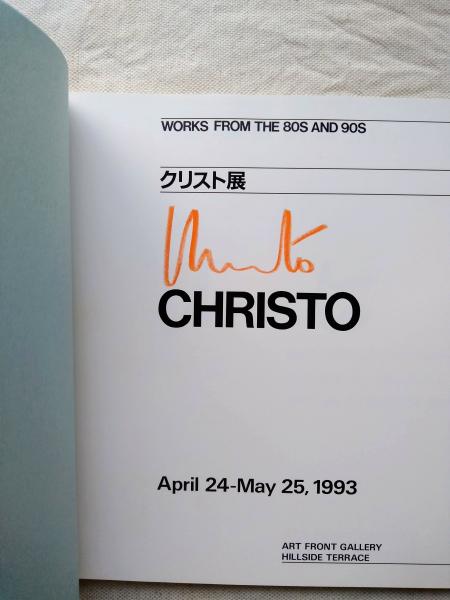 WORKS FROM THE 80S AND 90S
クリスト展
Christo
CHRISTO
April 24-May 25, 1993
ART FRONT GALLERY
HILLSIDE TERRACE